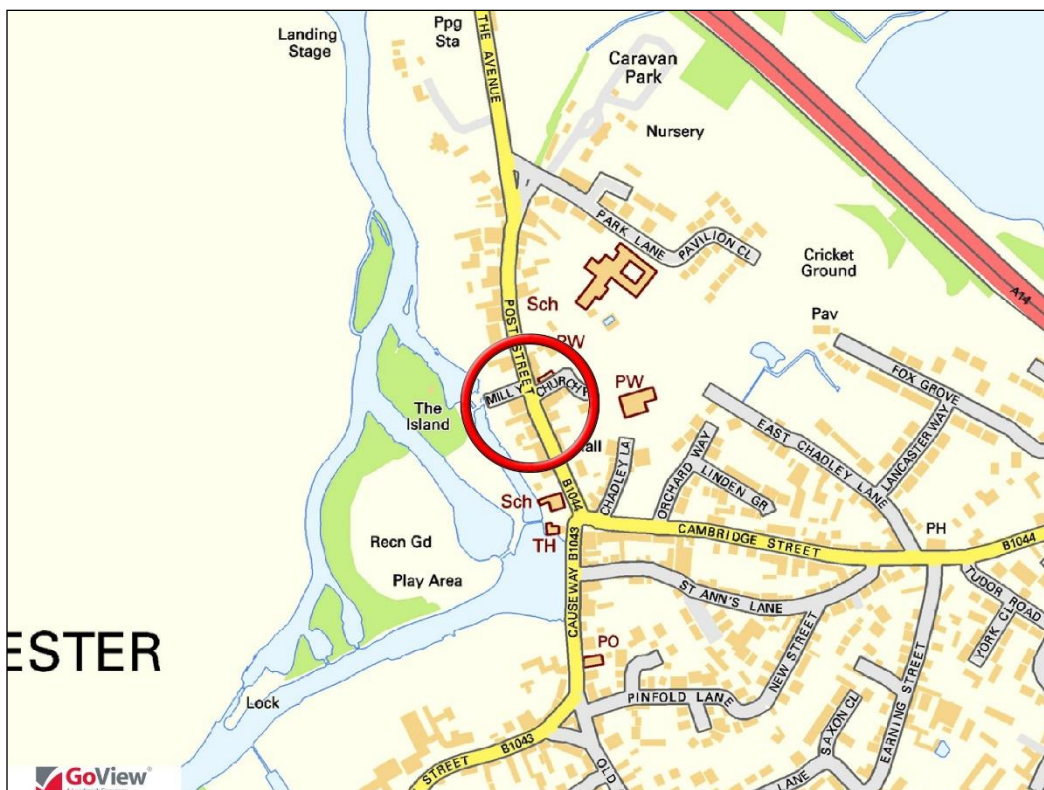 Landing
Stage
Ppg
Sta
THE AVENUE
Caravan
Park
Nursery
PARK LANE
PAVILION CL
Cricket
Ground
A14
Sch
Pav
POST STREET
PW
FOX GROVE
MILL Y
CHURCH P
PW
The
Island
LANCASTER WAY
EAST CHADLEY LANE
all
CHADLEY LA
ORCHARD WAY
LINDEN GR
B1044
Sch
TH
CAMBRIDGE STREET
PH
B1044
Recn Gd
Play Area
CAUSEWAY B1043
ST ANN'S LANE
TUDOR ROAD
YORK CL
ESTER
PO
NEW STREET
EARNING STREET
PINFOLD LANE
Lock
SAXON CL
STREET B1043
OLD
LANE
GoView